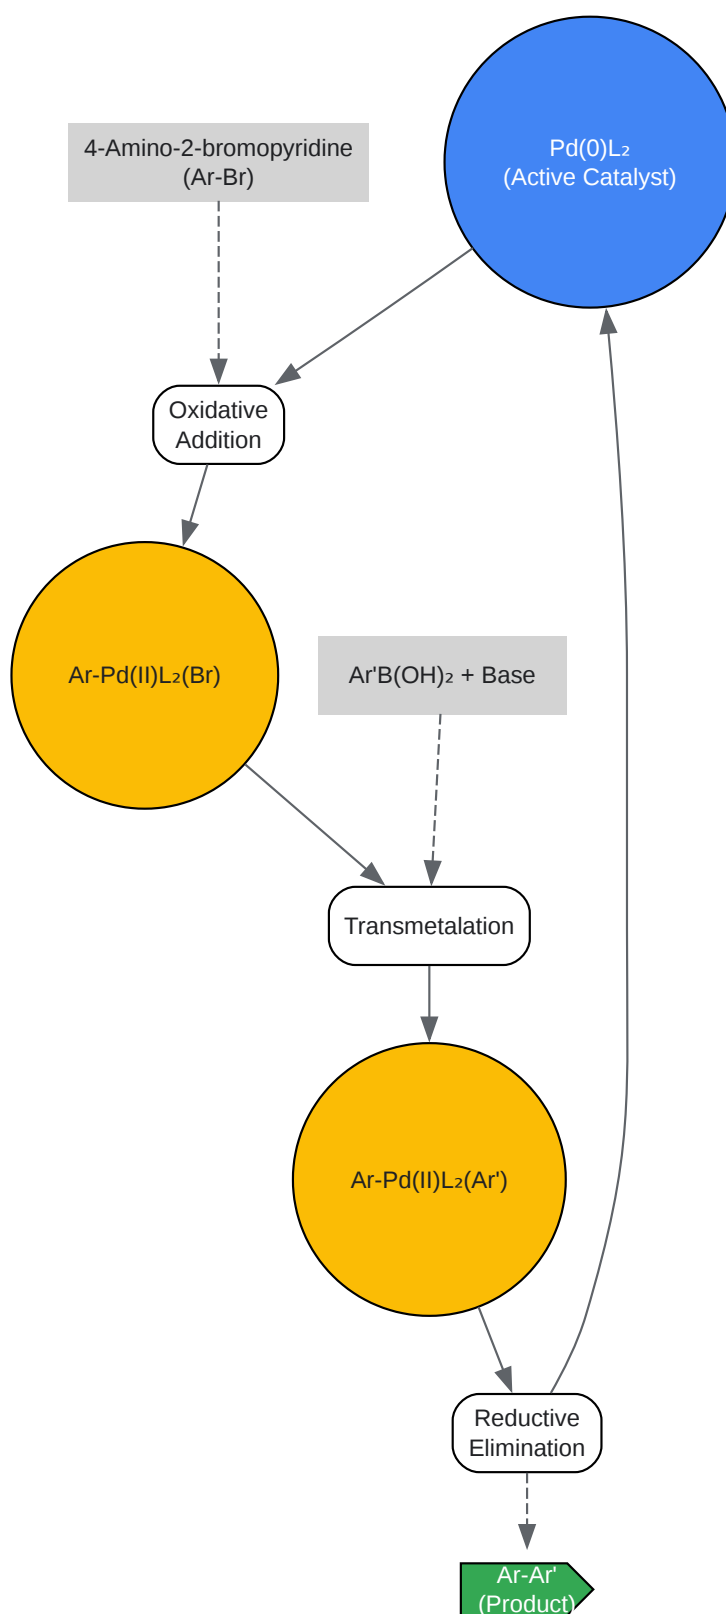 Pd(0)L₂
(Active Catalyst)
4-Amino-2-bromopyridine
(Ar-Br)
Oxidative
Addition
Ar-Pd(II)L₂(Br)
Ar'B(OH)₂ + Base
Transmetalation
Ar-Pd(II)L₂(Ar')
Reductive
Elimination
Ar-Ar'
(Product)